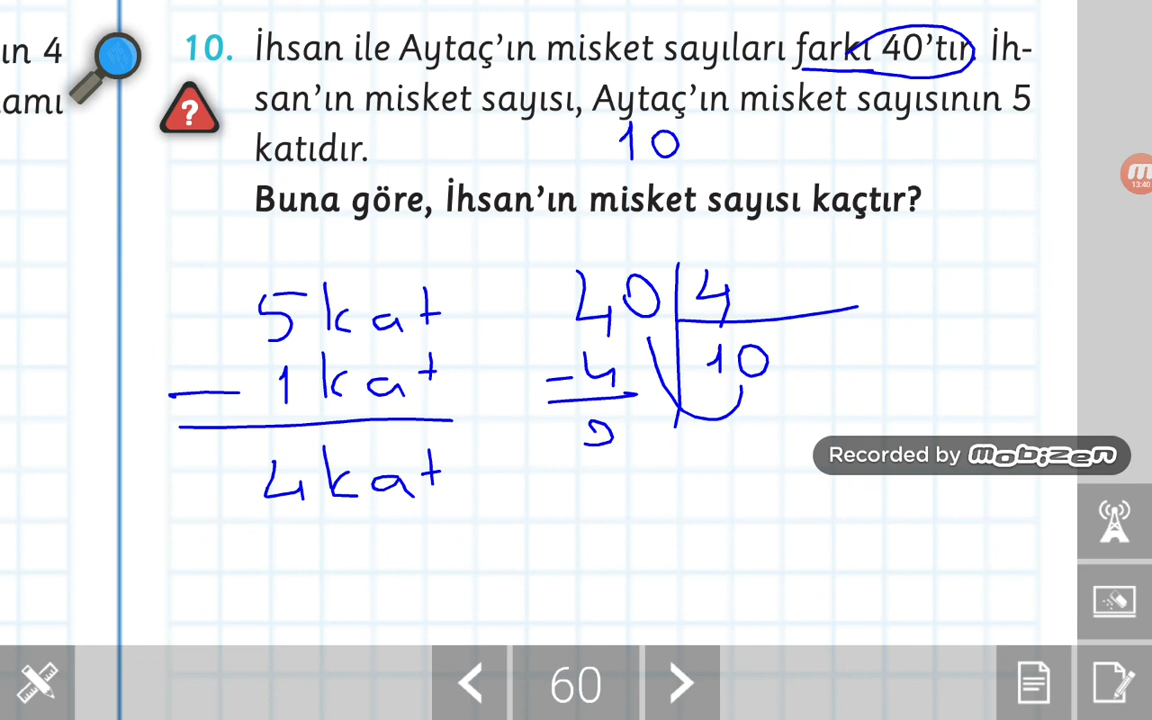 ın 4
amı
10. İhsan ile Aytaç'ın misket sayıları farkı 40'tır. İh-
san'ın misket sayısı, Aytaç'ın misket sayısının 5
katıdır.
10
Buna göre, İhsan'ın misket sayısı kaçtır?
5 kat
- 1 kat
4 kat
40 4
- 4 10
0
13:40
Recorded by mobizen
60